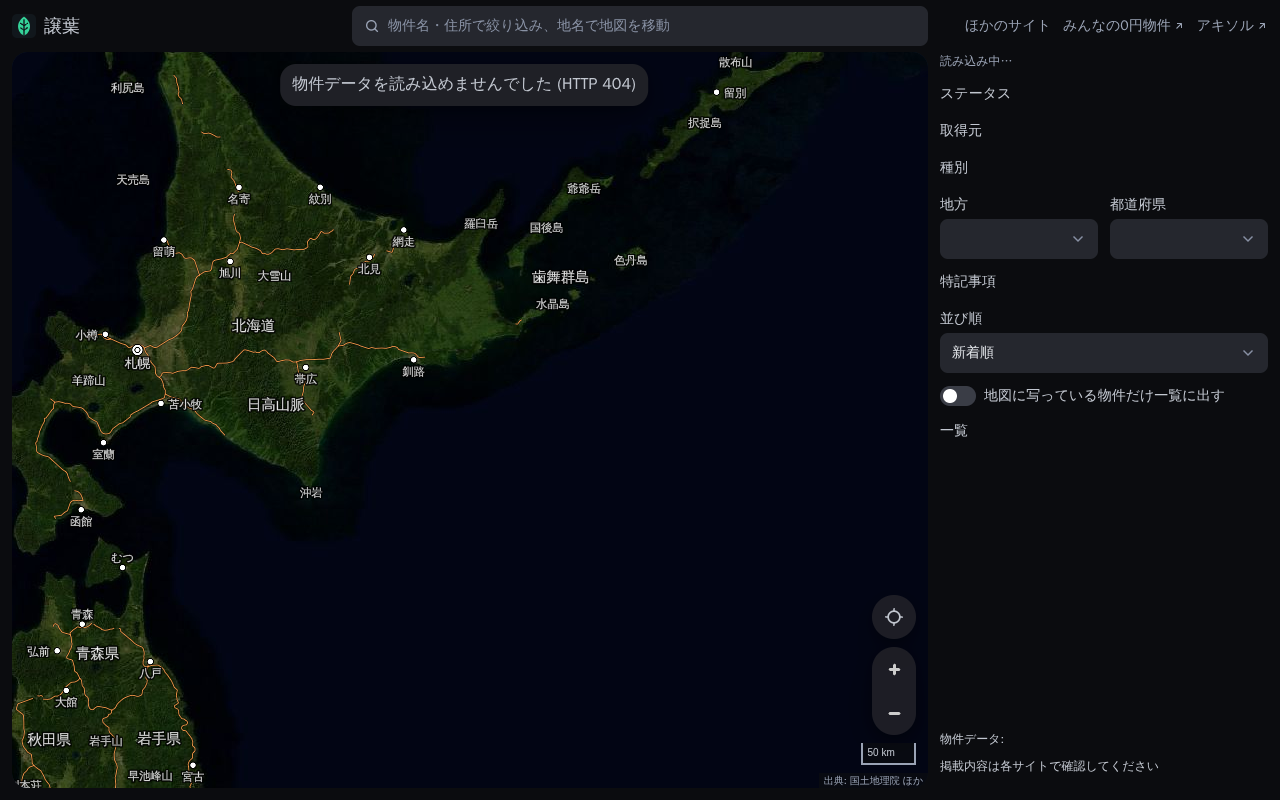 譲葉
物件名・住所で絞り込み、地名で地図を移動
ほかのサイト みんなの0円物件 アキソル
物件データを読み込めませんでした (HTTP 404)
利尻島
散布山
留別
択捉島
天売島
名寄
紋別
爺爺岳
羅臼岳
国後島
留萌
網走
旭川
大雪山
北見
色丹島
歯舞群島
水晶島
北海道
小樽
札幌
羊蹄山
帯広
釧路
苫小牧
日高山脈
室蘭
沖岩
函館
むつ
青森
弘前
青森県
八戸
大館
秋田県
岩手山
岩手県
早池峰山
宮古
本荘
50 km
出典: 国土地理院 ほか
読み込み中…
ステータス
取得元
種別
地方
都道府県
特記事項
並び順
新着順
地図に写っている物件だけ一覧に出す
一覧
物件データ:
掲載内容は各サイトで確認してください